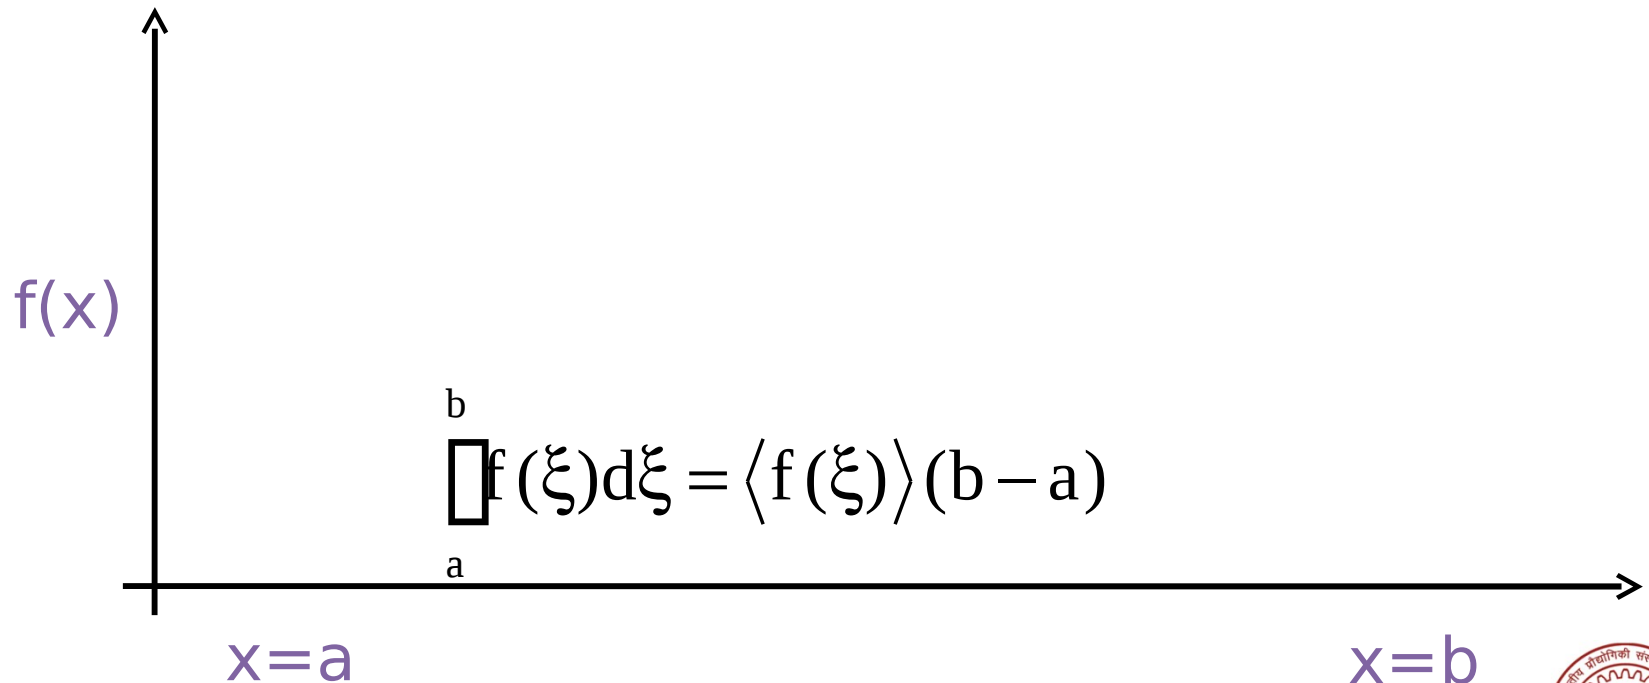 f(x)
b
▯f(ξ)dξ=⟨f(ξ)⟩(b−a)
a
x=a
x=b
प्रौद्योगिकी